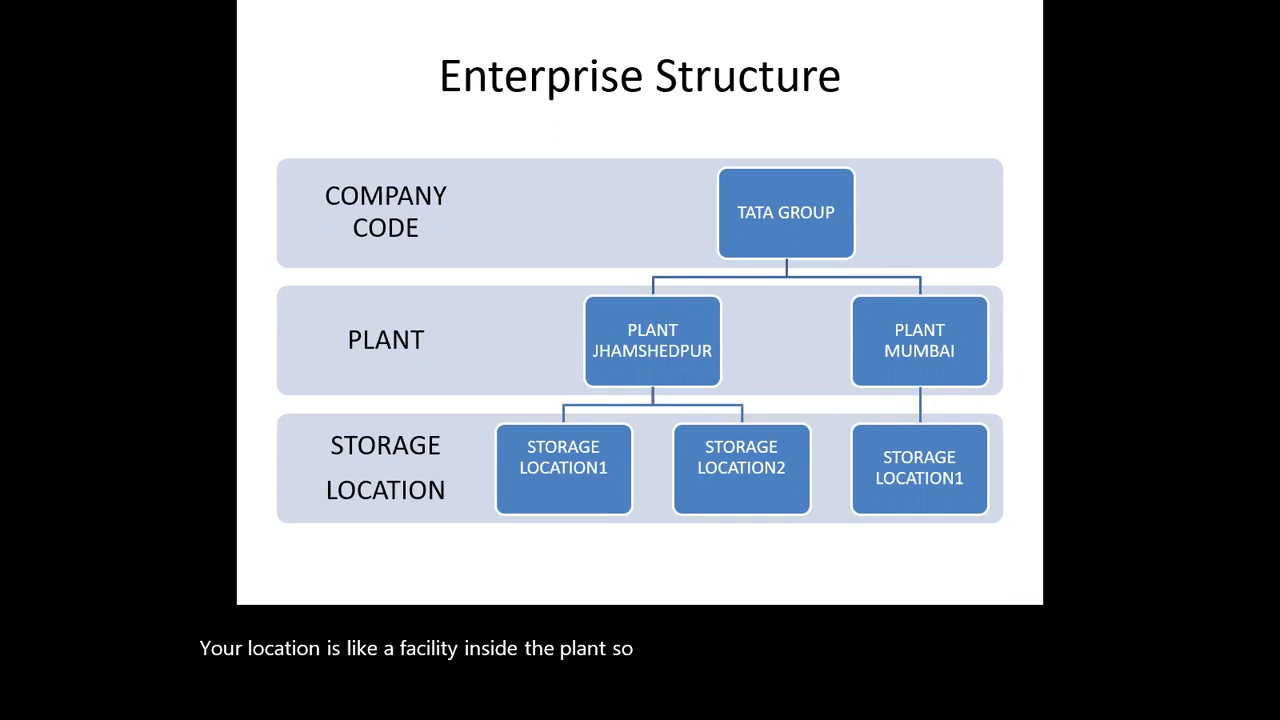 Enterprise Structure
COMPANY
CODE
TATA GROUP
PLANT
PLANT
JHAMSHEDPUR
PLANT
MUMBAI
STORAGE
LOCATION
STORAGE
LOCATION1
STORAGE
LOCATION2
STORAGE
LOCATION1
Your location is like a facility inside the plant so